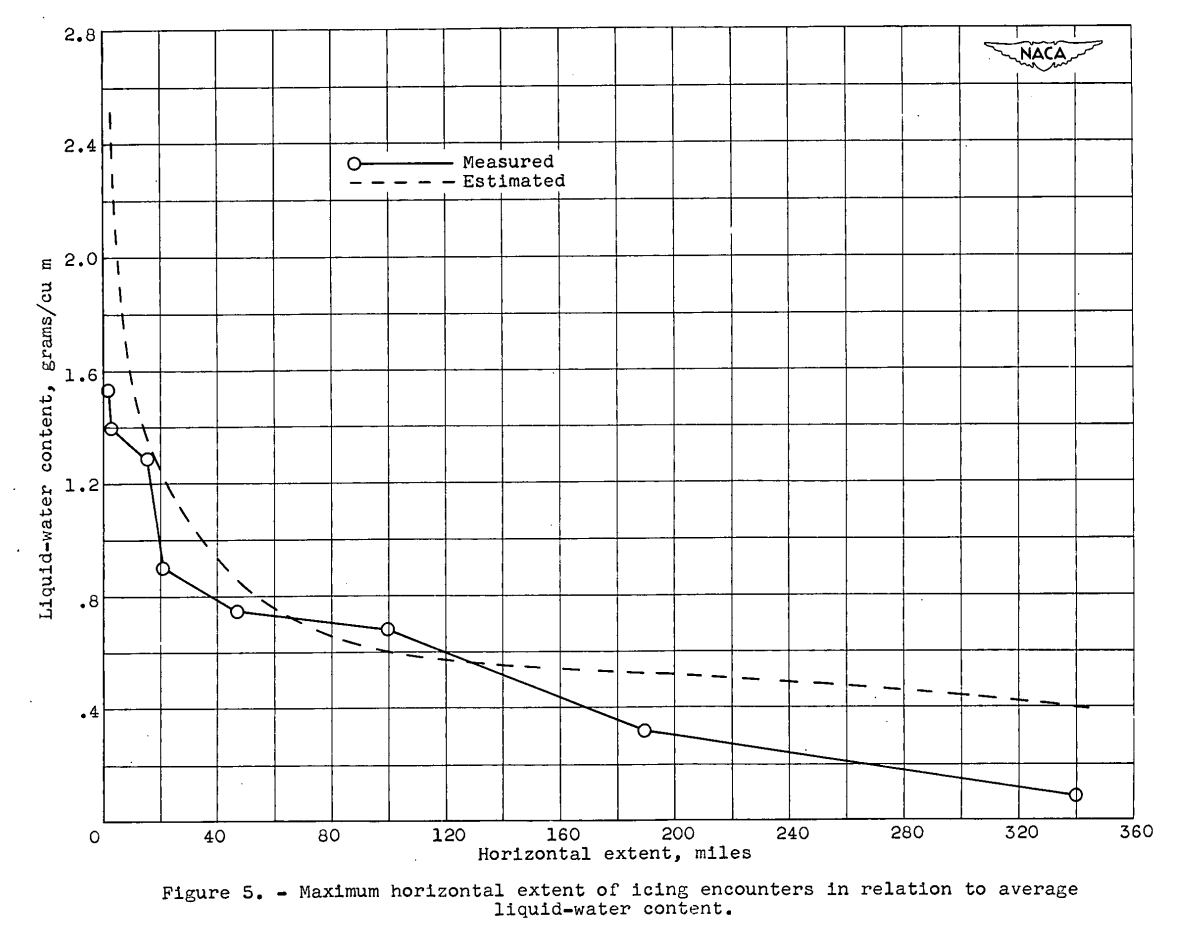 NACA
2.8
2.4
2.0
1.6
1.2
.8
.4
Liquid-water content, grams/cu m
Measured
Estimated
0 40 80 120 160 200 240 280 320 360
Horizontal extent, miles
Figure 5. - Maximum horizontal extent of icing encounters in relation to average
liquid-water content.